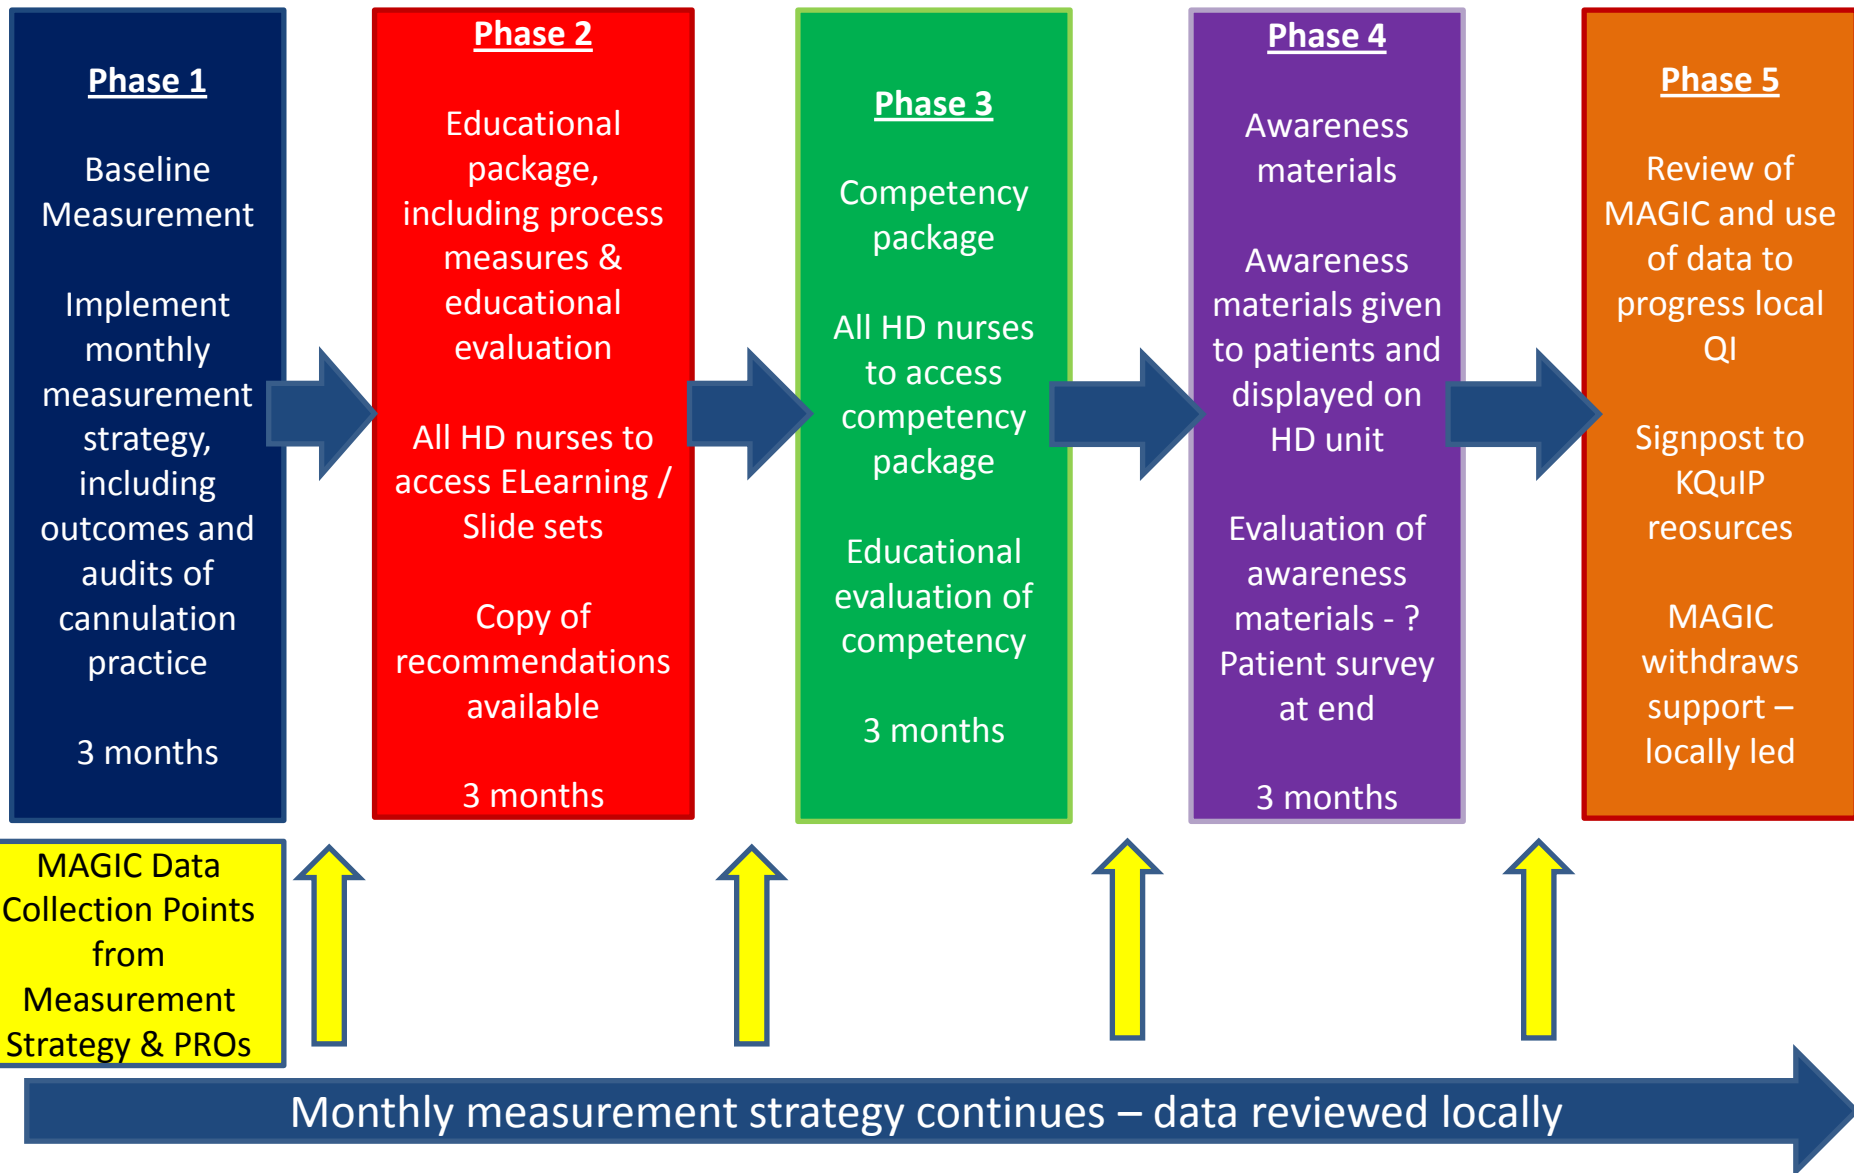 Phase 1
Baseline
Measurement
Implement
monthly
measurement
strategy,
including
outcomes and
audits of
cannulation
practice
3 months
Phase 2
Educational
package,
including process
measures &
educational
evaluation
All HD nurses to
access ELearning /
Slide sets
Copy of
recommendations
available
3 months
Phase 3
Competency
package
All HD nurses
to access
competency
package
Educational
evaluation of
competency
3 months
Phase 4
Awareness
materials
Awareness
materials given
to patients and
displayed on
HD unit
Evaluation of
awareness
materials - ?
Patient survey
at end
3 months
Phase 5
Review of
MAGIC and use
of data to
progress local
QI
Signpost to
KQuIP
reosurces
MAGIC
withdraws
support –
locally led
MAGIC Data
Collection Points
from
Measurement
Strategy & PROs
Monthly measurement strategy continues – data reviewed locally